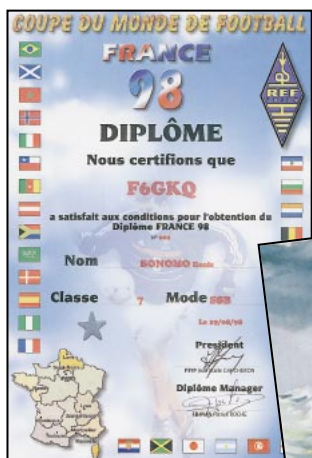 COUPE DU MONDE DE FOOTBALL
FRANCE
98
REF
DIPLÔME
Nous certifions que
F6GKQ
a satisfait aux conditions pour l'obtention du
Diplôme FRANCE 98
Nom BONOMO
Classe 7 Mode SSB
President
Diplôme Manager